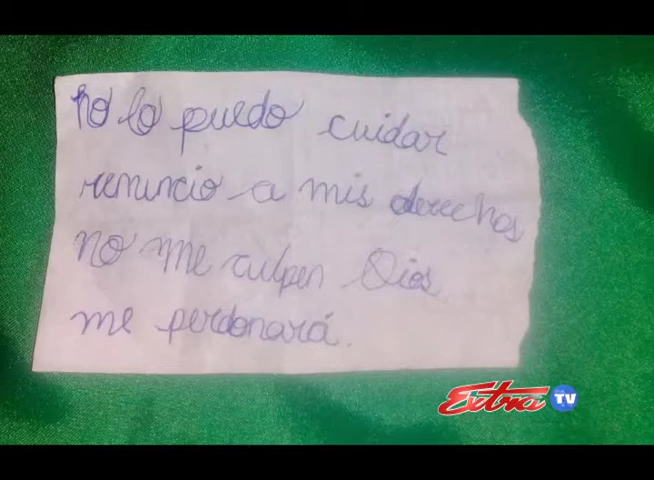 no lo puedo cuidar
renuncio a mis derechos
no me culpen Dios
me perdonará.
Extra TV